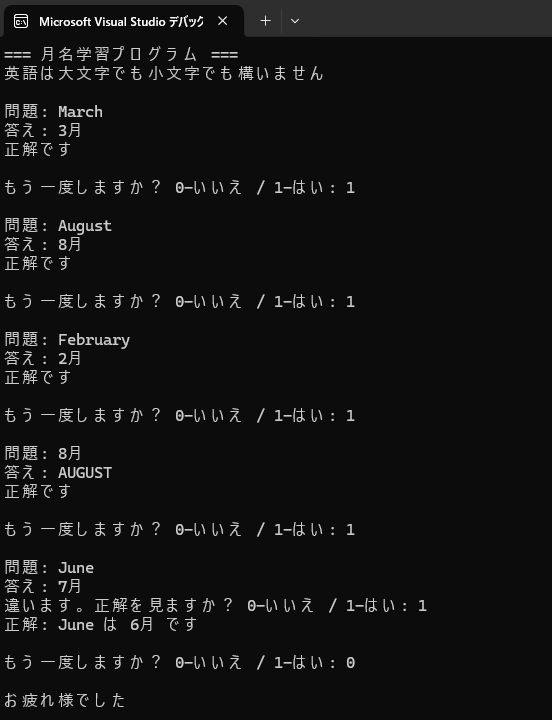 Microsoft Visual Studio デバック
=== 月名学習プログラム ===
英語は大文字でも小文字でも構いません
問題: March
答え: 3月
正解です
もう一度しますか? 0-いいえ / 1-はい: 1
問題: August
答え: 8月
正解です
もう一度しますか? 0-いいえ / 1-はい: 1
問題: February
答え: 2月
正解です
もう一度しますか? 0-いいえ / 1-はい: 1
問題: 8月
答え: AUGUST
正解です
もう一度しますか? 0-いいえ / 1-はい: 1
問題: June
答え: 7月
違います。正解を見ますか? 0-いいえ / 1-はい: 1
正解: June は 6月 です
もう一度しますか? 0-いいえ / 1-はい: 0
お疲れ様でした